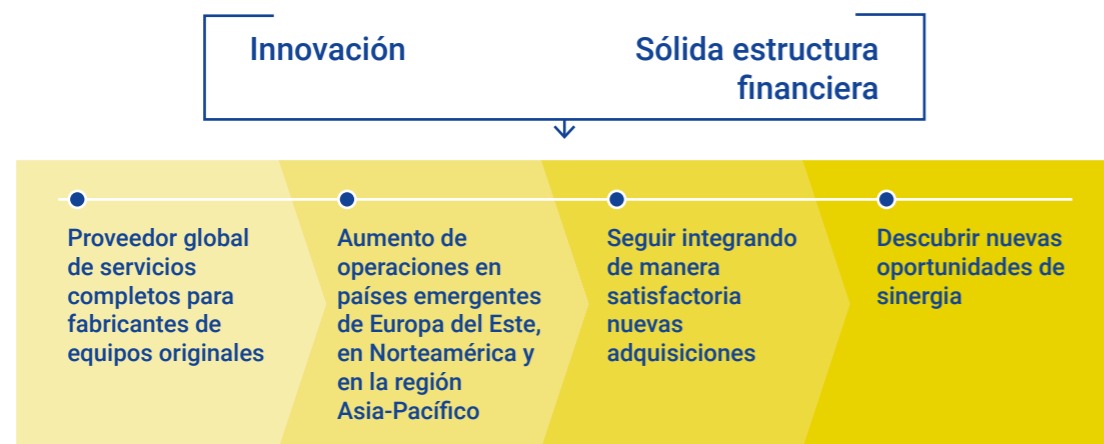 Innovación
Sólida estructura
financiera
Proveedor global
de servicios
completos para
fabricantes de
equipos originales
Aumento de
operaciones en
países emergentes
de Europa del Este,
en Norteamérica y
en la región
Asia-Pacífico
Seguir integrando
de manera
satisfactoria
nuevas
adquisiciones
Descubrir nuevas
oportunidades de
sinergia